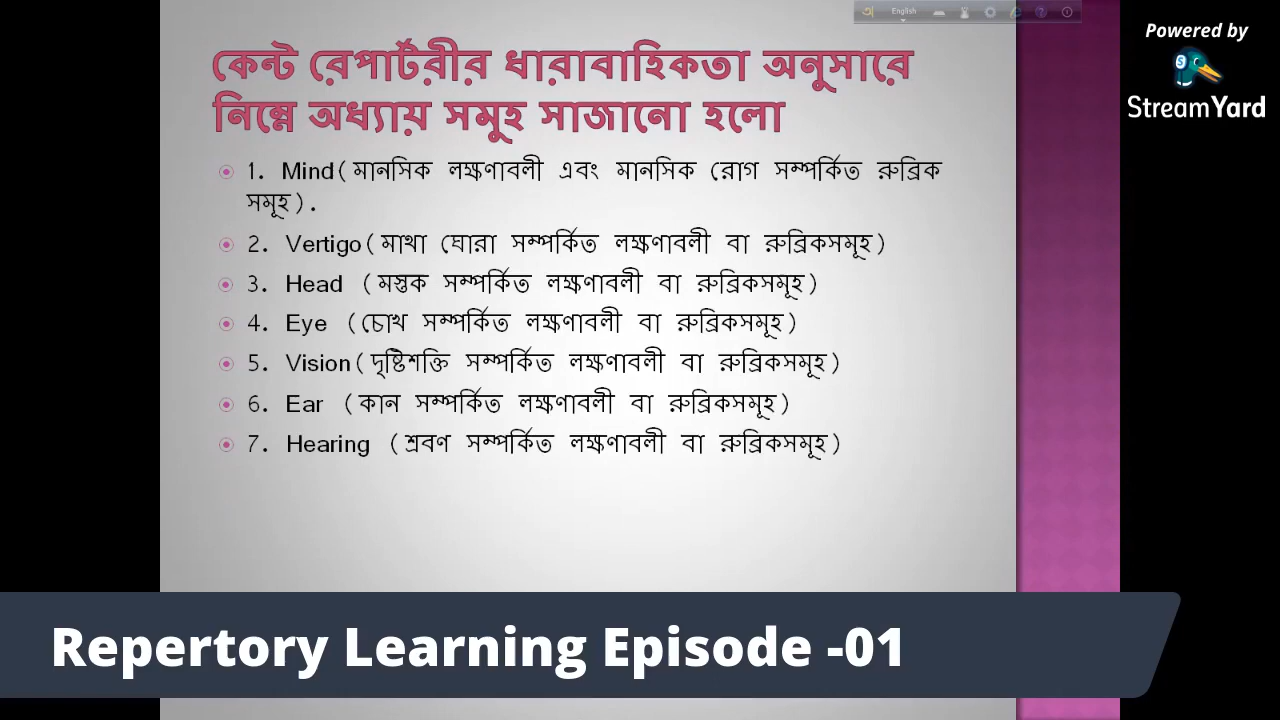 English
Powered by
StreamYard
কেন্ট রেপার্টরীর ধারাবাহিকতা অনুসারে
নিম্নে অধ্যায় সমুহ সাজানো হলো
1. Mind(মানসিক লক্ষণাবলী এবং মানসিক রোগ সম্পর্কিত রুব্রিক
সমূহ).
2. Vertigo(মাথা ঘোরা সম্পর্কিত লক্ষণাবলী বা রুব্রিকসমূহ)
3. Head (মস্তক সম্পর্কিত লক্ষণাবলী বা রুব্রিকসমূহ)
4. Eye (চোখ সম্পর্কিত লক্ষণাবলী বা রুব্রিকসমূহ)
5. Vision(দৃষ্টিশক্তি সম্পর্কিত লক্ষণাবলী বা রুব্রিকসমূহ)
6. Ear (কান সম্পর্কিত লক্ষণাবলী বা রুব্রিকসমূহ)
7. Hearing (শ্রবণ সম্পর্কিত লক্ষণাবলী বা রুব্রিকসমূহ)
Repertory Learning Episode -01